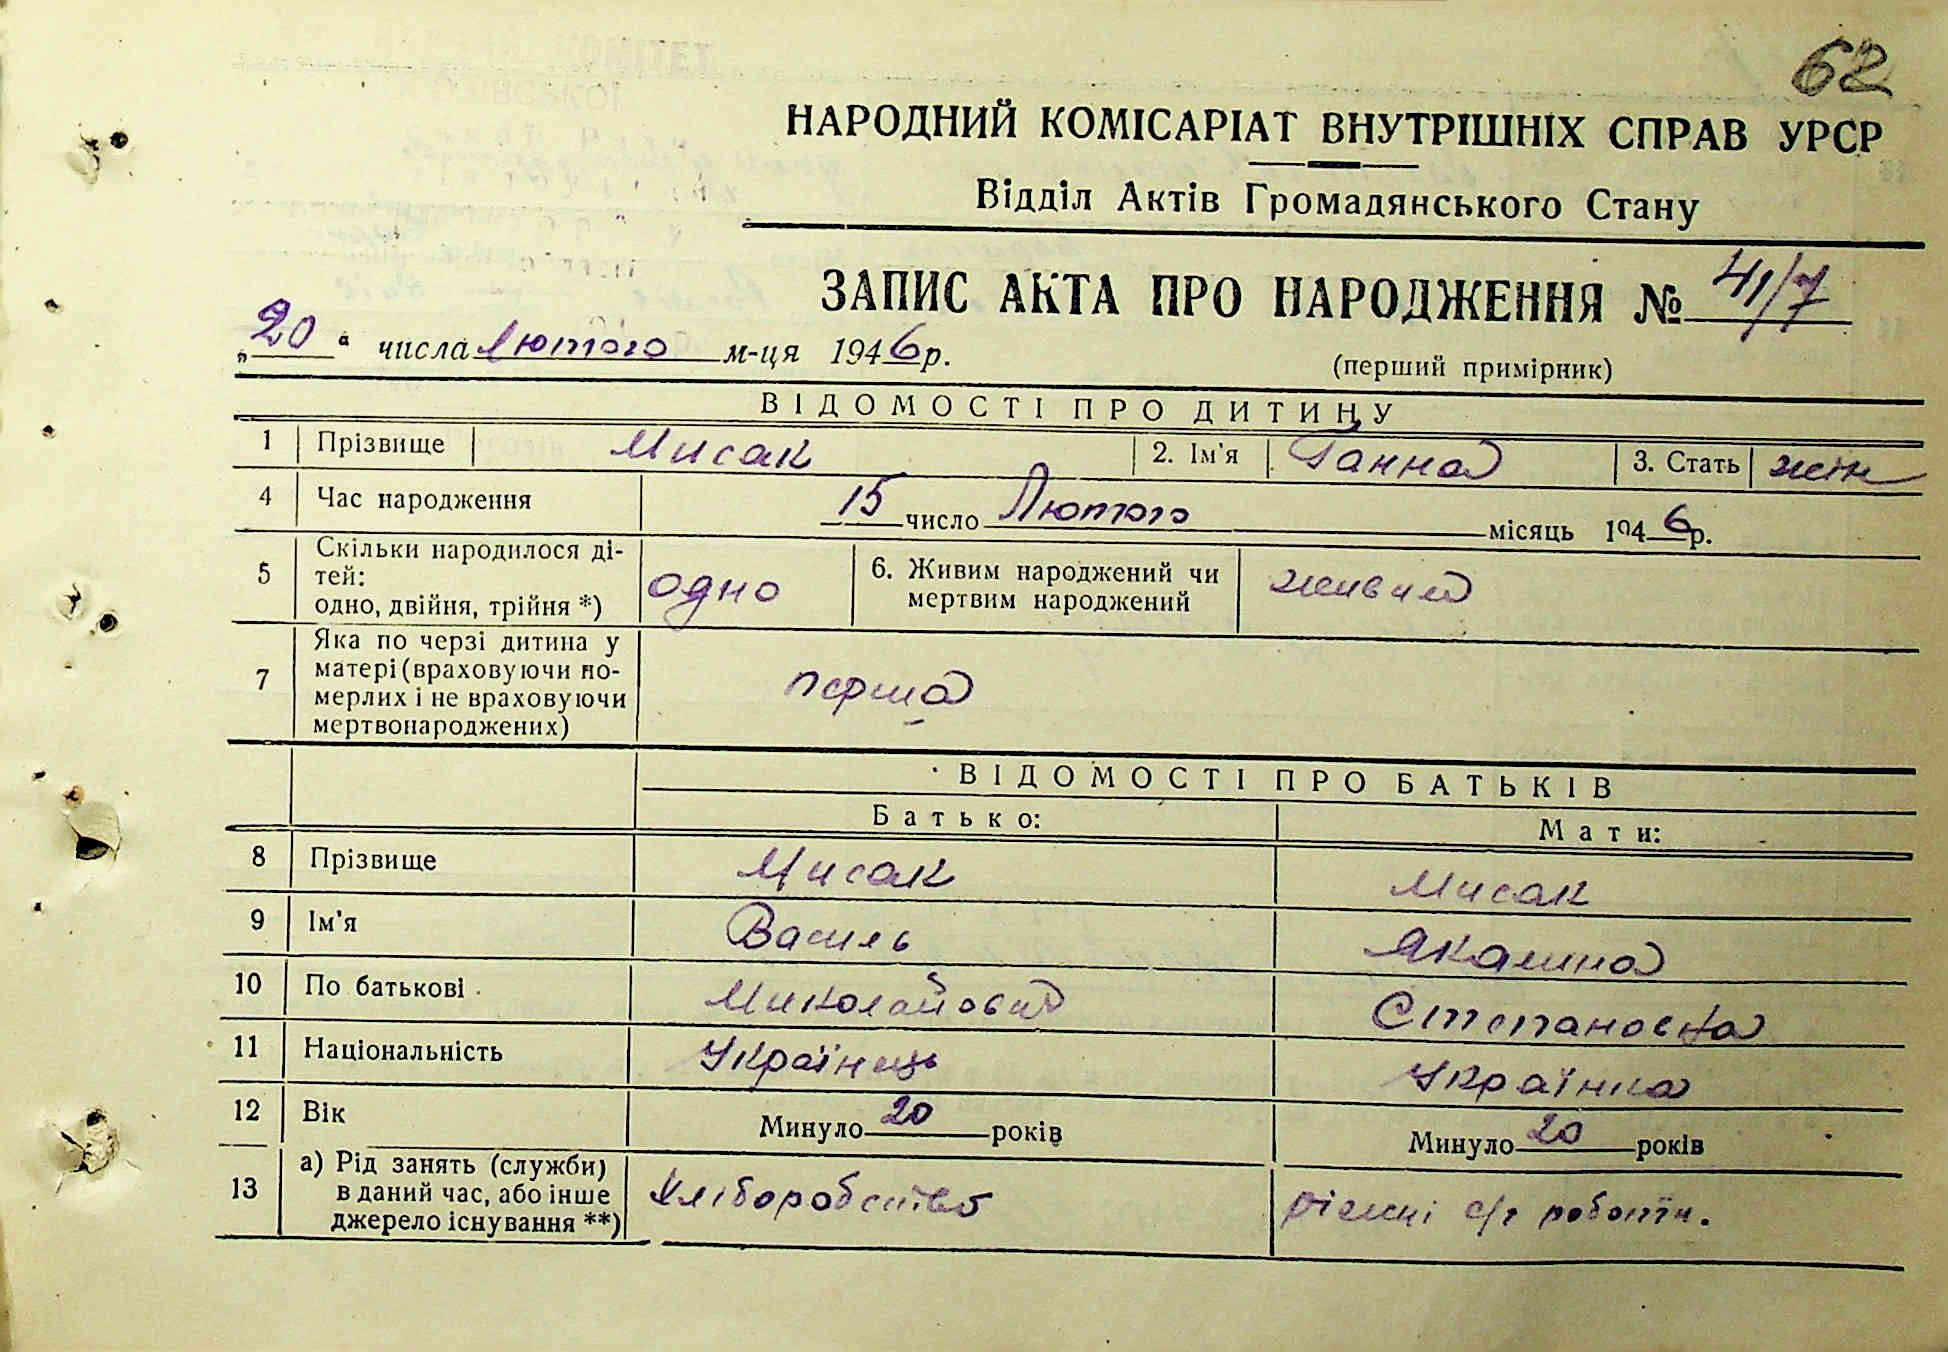 62
НАРОДНИЙ КОМІСАРІАТ ВНУТРІШНІХ СПРАВ УРСР
Відділ Актів Громадянського Стану
ЗАПИС АКТА ПРО НАРОДЖЕННЯ № 41/7
„20“ числа лютого м-ця 1946 р.
(перший примірник)
ВІДОМОСТІ ПРО ДИТИНУ
1 Прізвище Мисак 2. Ім'я Ганна 3. Стать жін
4 Час народження 15 число Лютого місяць 1946 р.
5 Скільки народилося ді-
тей:
одно, двійня, трійня *) одно
6. Живим народжений чи
мертвим народжений живим
7 Яка по черзі дитина у
матері (враховуючи по-
мерлих і не враховуючи
мертвонароджених) перша
ВІДОМОСТІ ПРО БАТЬКІВ
Батько: Мати:
8 Прізвище Мисак Мисак
9 Ім'я Василь Якалина
10 По батькові Миколайович Степановна
11 Національність Українець Українка
12 Вік Минуло 20 років Минуло 20 років
13 а) Рід занять (служби)
в даний час, або інше
джерело існування **) Хліборобство с/г роботи.